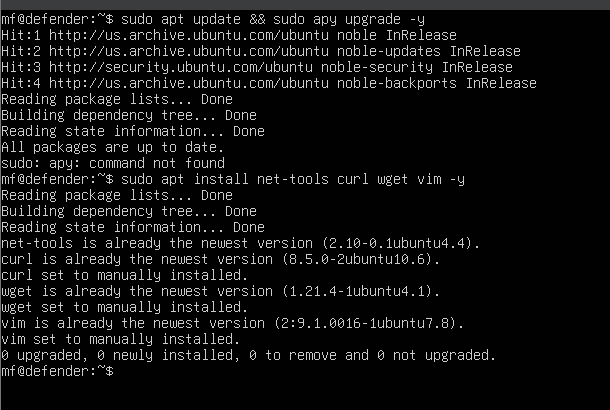 mf@defender:~$ sudo apt update && sudo apy upgrade -y
Hit:1 http://us.archive.ubuntu.com/ubuntu noble InRelease
Hit:2 http://us.archive.ubuntu.com/ubuntu noble-updates InRelease
Hit:3 http://security.ubuntu.com/ubuntu noble-security InRelease
Hit:4 http://us.archive.ubuntu.com/ubuntu noble-backports InRelease
Reading package lists... Done
Building dependency tree... Done
Reading state information... Done
All packages are up to date.
sudo: apy: command not found
mf@defender:~$ sudo apt install net-tools curl wget vim -y
Reading package lists... Done
Building dependency tree... Done
Reading state information... Done
net-tools is already the newest version (2.10-0.1ubuntu4.4).
curl is already the newest version (8.5.0-2ubuntu10.6).
curl set to manually installed.
wget is already the newest version (1.21.4-1ubuntu4.1).
wget set to manually installed.
vim is already the newest version (2:9.1.0016-1ubuntu7.8).
vim set to manually installed.
0 upgraded, 0 newly installed, 0 to remove and 0 not upgraded.
mf@defender:~$